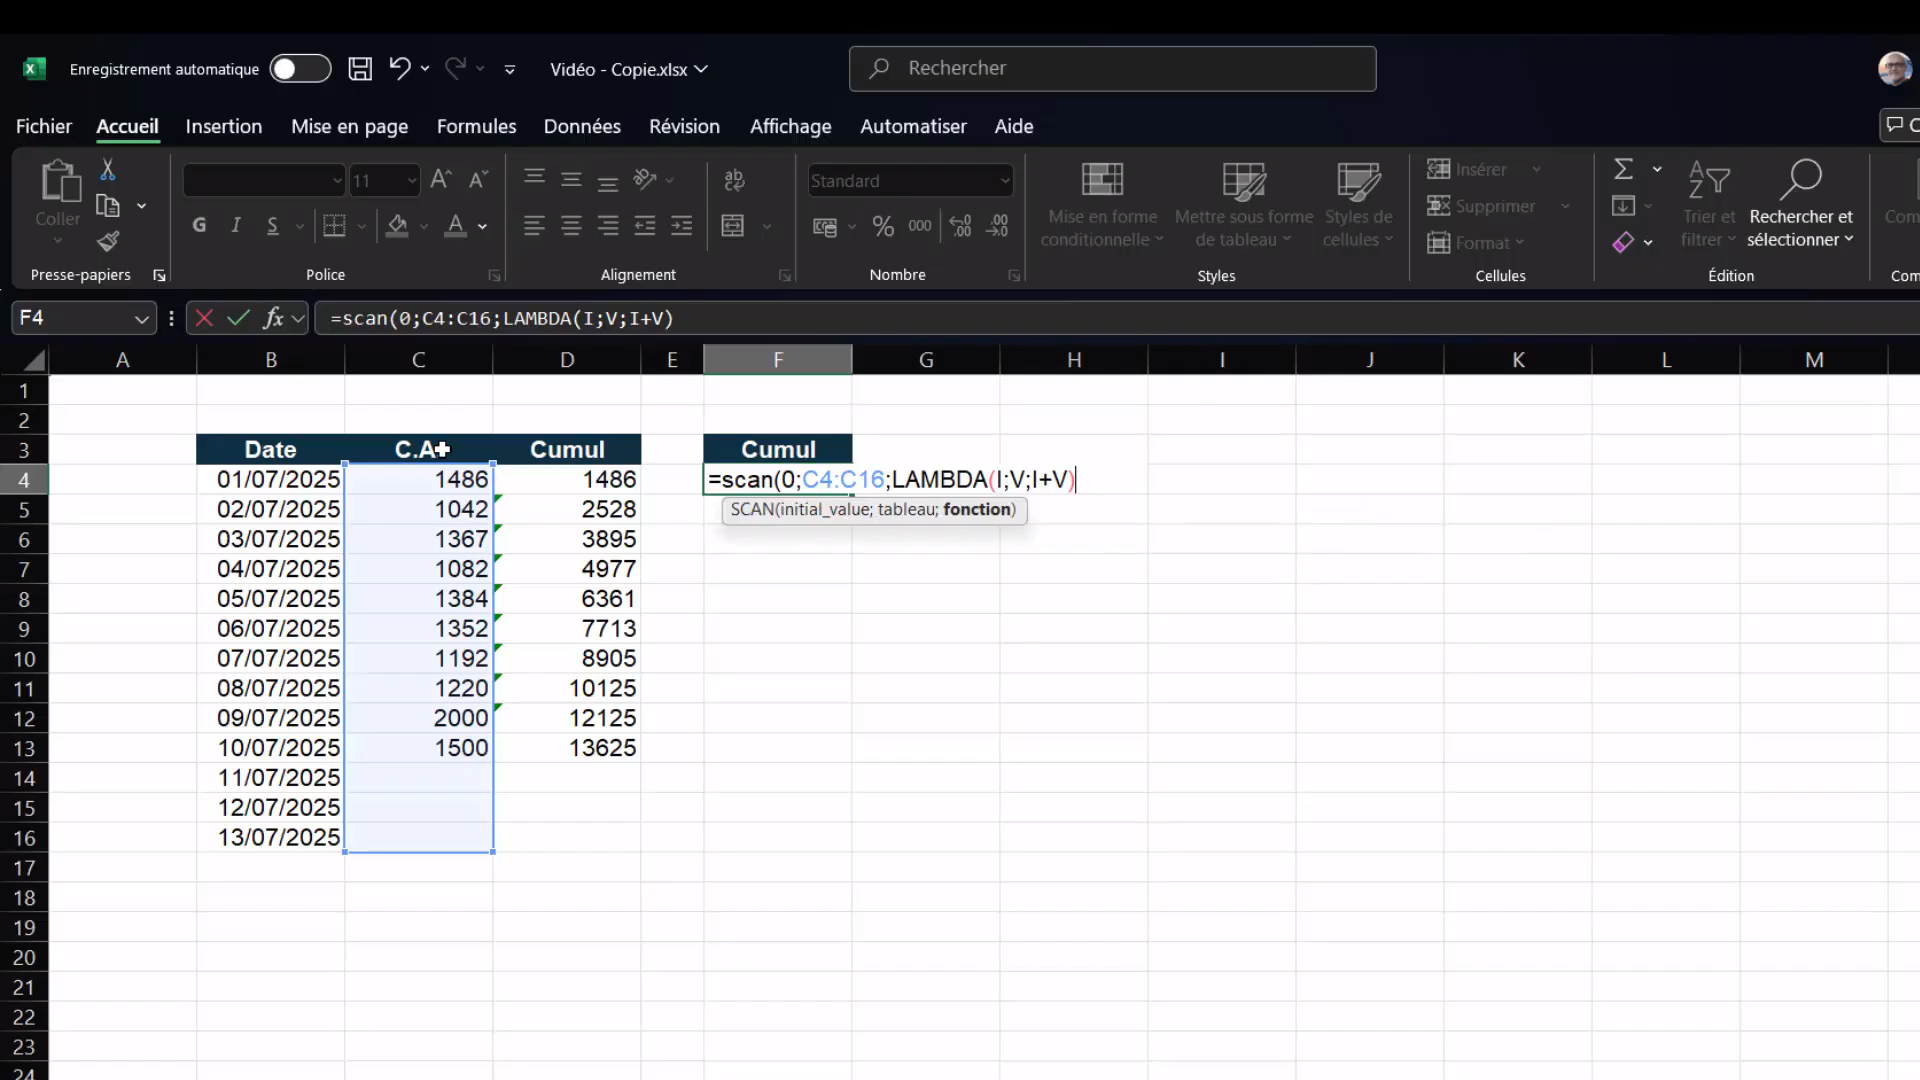 Enregistrement automatique
Vidéo - Copie.xlsx
Rechercher
Fichier Accueil Insertion Mise en page Formules Données Révision Affichage Automatiser Aide
Coller
Presse-papiers
11
G I S
Police
ab
Alignement
Standard
% 000
Nombre
Mise en forme conditionnelle
Mettre sous forme de tableau
Styles de cellules
Styles
Insérer
Supprimer
Format
Cellules
Trier et filtrer
Rechercher et sélectionner
Édition
F4
fx
=scan(0;C4:C16;LAMBDA(I;V;I+V)
A B C D E F G H I J K L M
1
2
3 Date C.A Cumul Cumul
4 01/07/2025 1486 1486 =scan(0;C4:C16;LAMBDA(I;V;I+V)
SCAN(initial_value; tableau; fonction)
5 02/07/2025 1042 2528
6 03/07/2025 1367 3895
7 04/07/2025 1082 4977
8 05/07/2025 1384 6361
9 06/07/2025 1352 7713
10 07/07/2025 1192 8905
11 08/07/2025 1220 10125
12 09/07/2025 2000 12125
13 10/07/2025 1500 13625
14 11/07/2025
15 12/07/2025
16 13/07/2025
17
18
19
20
21
22
23
24